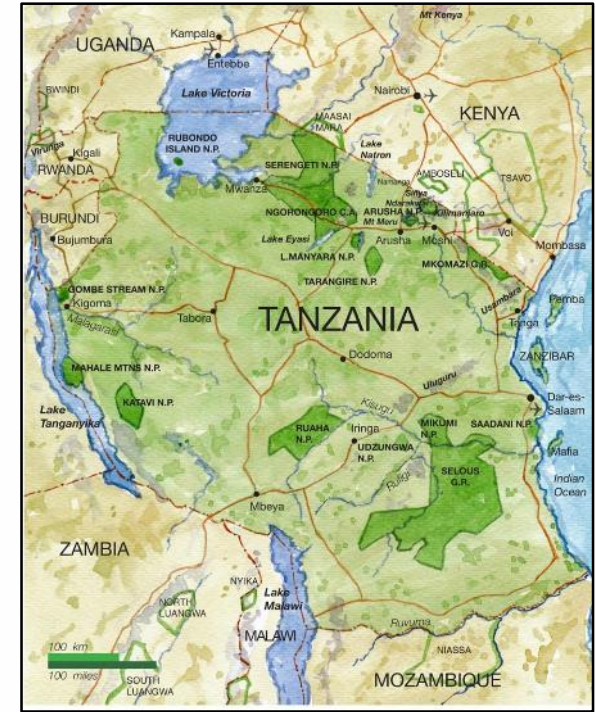 Mt Kenya
Kampala
UGANDA
Entebbe
Lake Victoria
BWINDI
Nairobi
KENYA
MAASAI
MARA
Virunga
Kigali
RWANDA
RUBONDO
ISLAND N.P.
Lake
Natron
SERENGETI N.P.
AMBOSELI
TSAVO
Namanga
Sinya
Ndarakwai
Mwanza
BURUNDI
Bujumbura
NGORONGORO C.A.
ARUSHA N.P.
Kilimanjaro
Mt Meru
Voi
Lake Eyasi
Arusha
Moshi
Mombasa
L.MANYARA N.P.
MKOMAZI G.R.
TARANGIRE N.P.
GOMBE STREAM N.P.
Kigoma
Malagarasi
Usambara
Pemba
Tabora
TANZANIA
Tanga
Dodoma
ZANZIBAR
MAHALE MTNS N.P.
Uluguru
KATAVI N.P.
Kisugu
Dar-es-
Salaam
Lake
Tanganyika
RUAHA
N.P.
Iringa
MIKUMI
N.P.
SAADANI N.P.
UDZUNGWA
N.P.
Mafia
SELOUS
G.R.
Rufiji
Indian
Ocean
Mbeya
ZAMBIA
NYIKA
Lake
Malawi
NORTH
LUANGWA
Ruvuma
MALAWI
NIASSA
100 km
100 miles
SOUTH
LUANGWA
MOZAMBIQUE